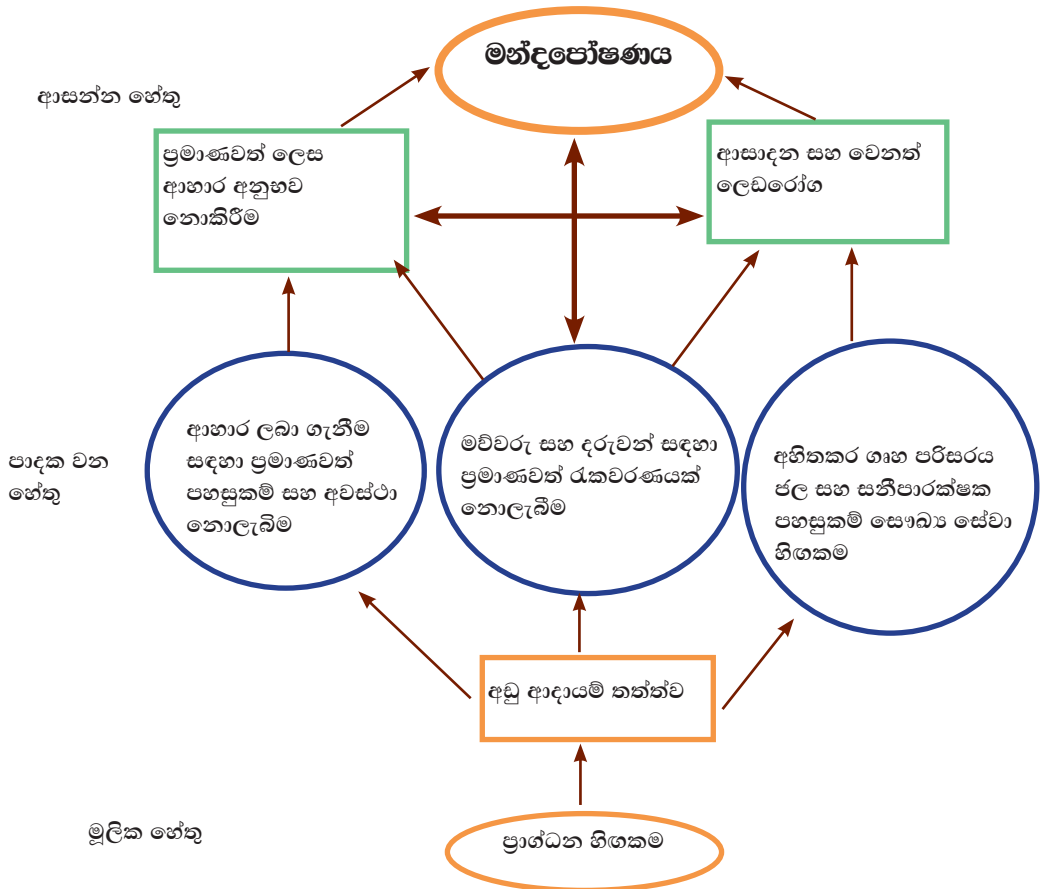 මන්දපෝෂණය
ආසන්න හේතු
ප්‍රමාණවත් ලෙස
ආහාර අනුභව
නොකිරීම
ආසාදන සහ වෙනත්
ලෙඩරෝග
පාදක වන
හේතු
ආහාර ලබා ගැනීම
සඳහා ප්‍රමාණවත්
පහසුකම් සහ අවස්ථා
නොලැබිම
මව්වරු සහ දරුවන් සඳහා
ප්‍රමාණවත් රැකවරණයක්
නොලැබීම
අහිතකර ගෘහ පරිසරය
ජල සහ සනීපාරක්ෂක
පහසුකම් සෞඛ්‍ය සේවා
හිඟකම
අඩු ආදායම් තත්ත්ව
මූලික හේතු
ප්‍රාග්ධන හිඟකම